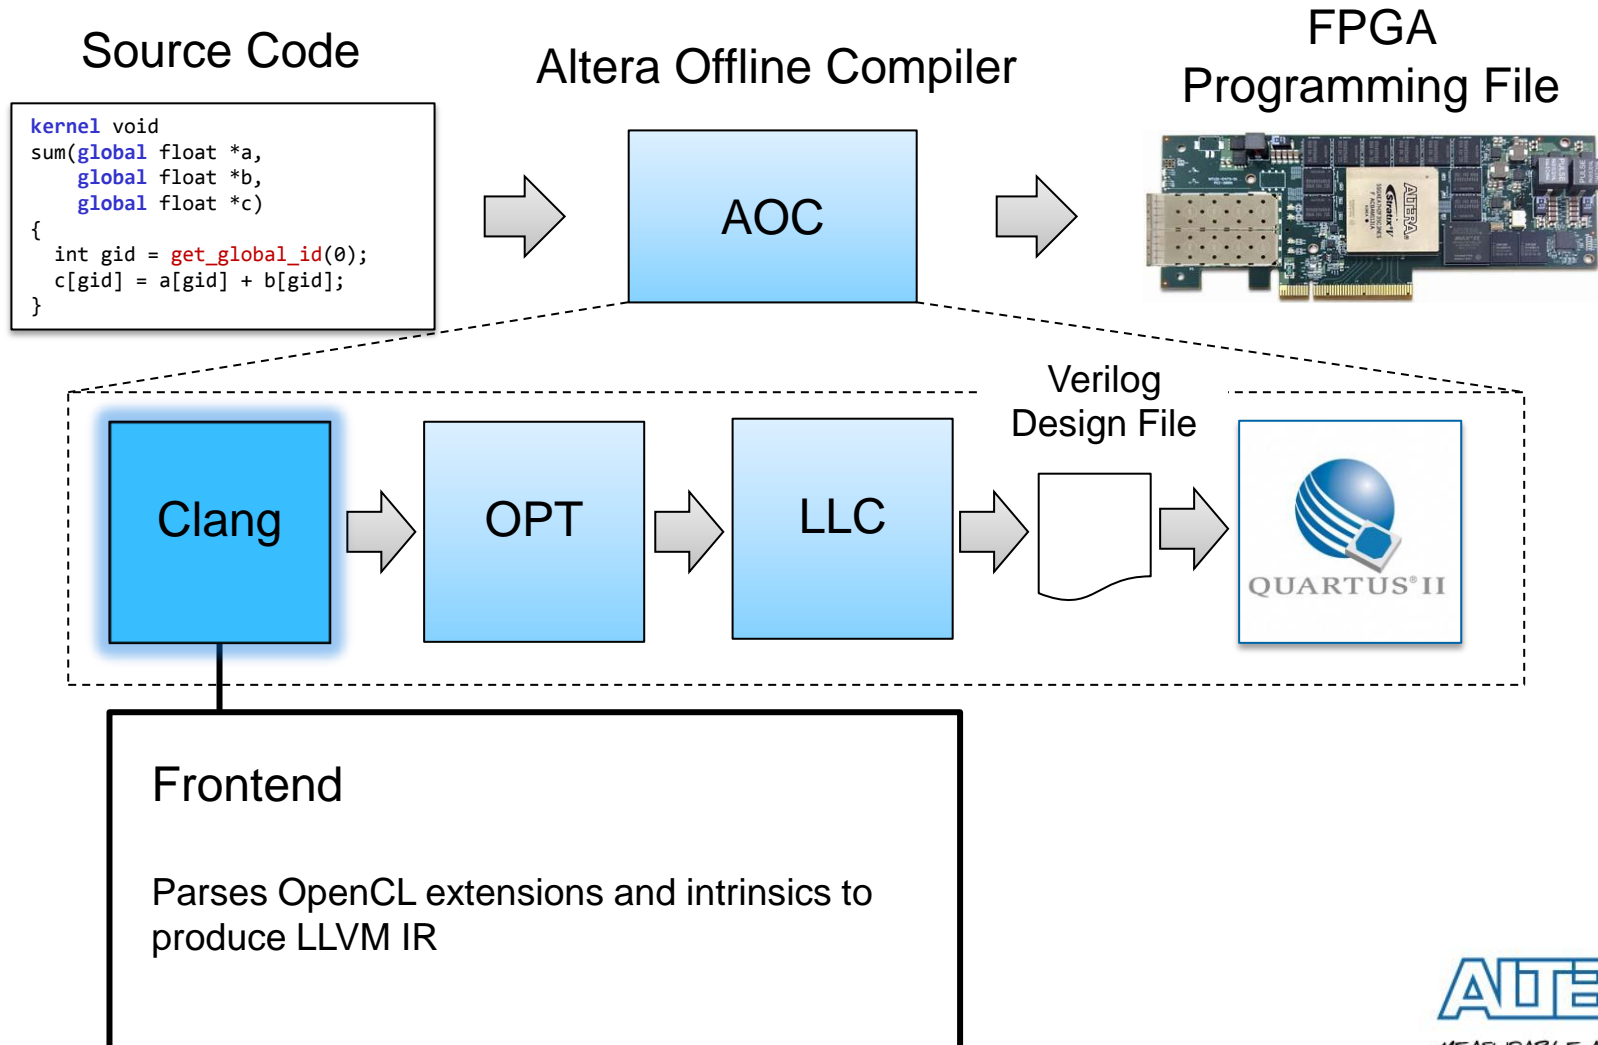 Source Code
Altera Offline Compiler
FPGA
Programming File
kernel void
sum(global float *a,
global float *b,
global float *c)
{
int gid = get_global_id(0);
c[gid] = a[gid] + b[gid];
}
AOC
ALTERA
Stratix V
Verilog
Design File
Clang
OPT
LLC
QUARTUS® II
Frontend
Parses OpenCL extensions and intrinsics to
produce LLVM IR